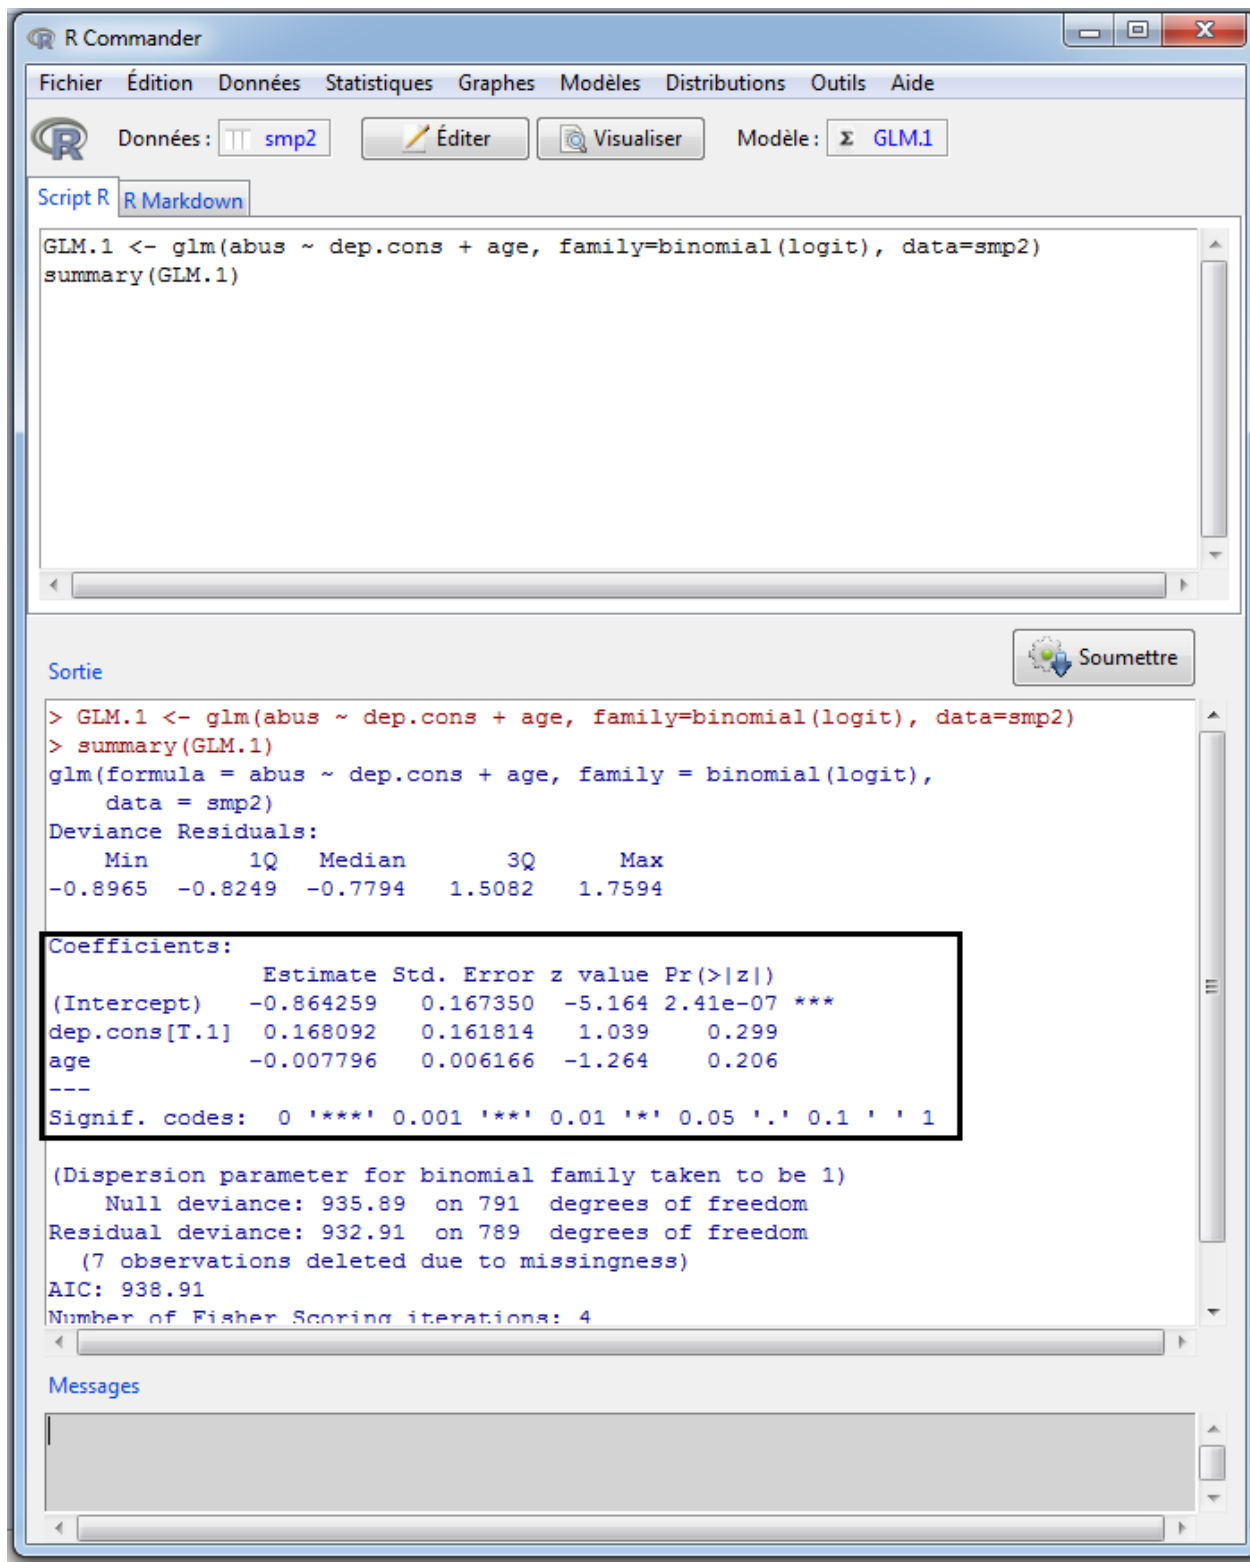 R Commander
Fichier Édition Données Statistiques Graphes Modèles Distributions Outils Aide
R Données : smp2 Éditer Visualiser Modèle : Σ GLM.1
Script R R Markdown
GLM.1 <- glm(abus ~ dep.cons + age, family=binomial(logit), data=smp2)
summary(GLM.1)
Soumettre
Sortie
> GLM.1 <- glm(abus ~ dep.cons + age, family=binomial(logit), data=smp2)
> summary(GLM.1)
glm(formula = abus ~ dep.cons + age, family = binomial(logit),
    data = smp2)
Deviance Residuals:
    Min       1Q   Median       3Q      Max
-0.8965  -0.8249  -0.7794   1.5082   1.7594
Coefficients:
              Estimate Std. Error z value Pr(>|z|)
(Intercept)   -0.864259   0.167350  -5.164 2.41e-07 ***
dep.cons[T.1]  0.168092   0.161814   1.039    0.299
age           -0.007796   0.006166  -1.264    0.206
---
Signif. codes:  0 '***' 0.001 '**' 0.01 '*' 0.05 '.' 0.1 ' ' 1
(Dispersion parameter for binomial family taken to be 1)
    Null deviance: 935.89  on 791  degrees of freedom
Residual deviance: 932.91  on 789  degrees of freedom
  (7 observations deleted due to missingness)
AIC: 938.91
Number of Fisher Scoring iterations: 4
Messages